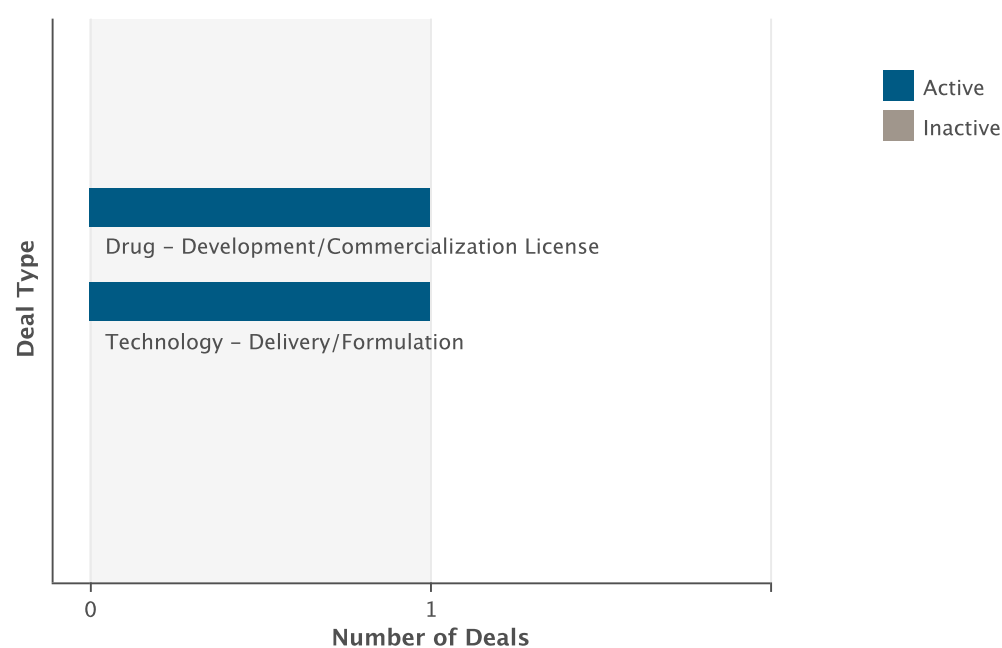 Active
Inactive
Drug – Development/Commercialization License
Technology – Delivery/Formulation
Deal Type
0
1
Number of Deals